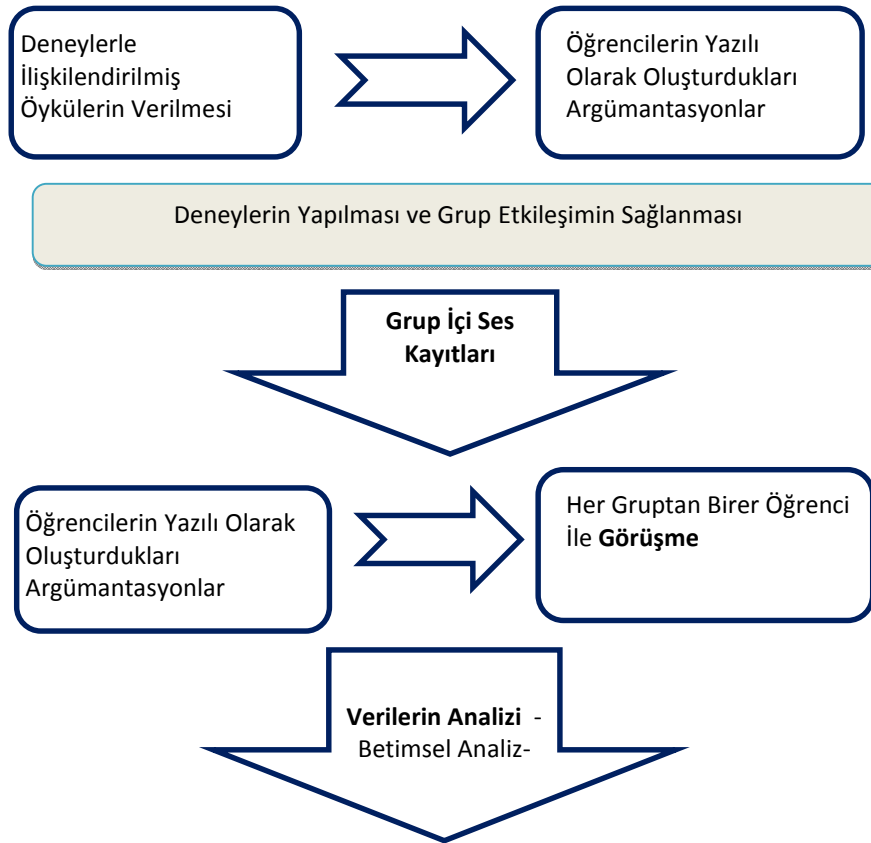 Deneylerle
İlişkilendirilmiş
Öykülerin Verilmesi
Öğrencilerin Yazılı
Olarak Oluşturdukları
Argümantasyonlar
Deneylerin Yapılması ve Grup Etkileşimin Sağlanması
Grup İçi Ses
Kayıtları
Öğrencilerin Yazılı Olarak
Oluşturdukları
Argümantasyonlar
Her Gruptan Birer Öğrenci
İle Görüşme
Verilerin Analizi -
Betimsel Analiz-